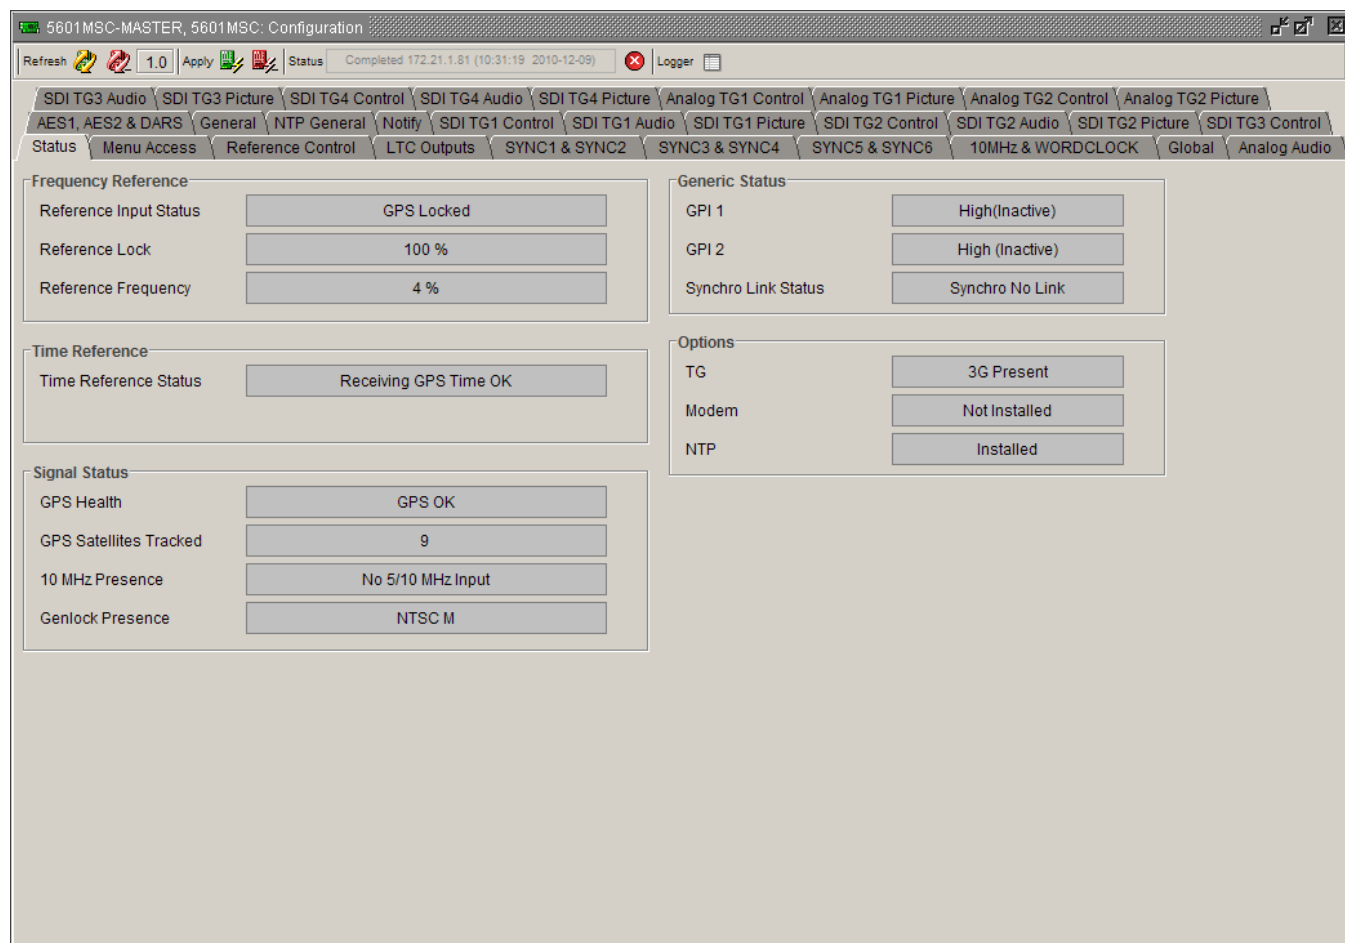 5601MSC-MASTER, 5601MSC: Configuration
Refresh 1.0 Apply Status Completed 172.21.1.81 (10:31:19 2010-12-09) Logger
SDI TG3 Audio SDI TG3 Picture SDI TG4 Control SDI TG4 Audio SDI TG4 Picture Analog TG1 Control Analog TG1 Picture Analog TG2 Control Analog TG2 Picture
AES1, AES2 & DARS General NTP General Notify SDI TG1 Control SDI TG1 Audio SDI TG1 Picture SDI TG2 Control SDI TG2 Audio SDI TG2 Picture SDI TG3 Control
Status Menu Access Reference Control LTC Outputs SYNC1 & SYNC2 SYNC3 & SYNC4 SYNC5 & SYNC6 10MHz & WORDCLOCK Global Analog Audio
Frequency Reference
Reference Input Status GPS Locked
Reference Lock 100 %
Reference Frequency 4 %
Time Reference
Time Reference Status Receiving GPS Time OK
Signal Status
GPS Health GPS OK
GPS Satellites Tracked 9
10 MHz Presence No 5/10 MHz Input
Genlock Presence NTSC M
Generic Status
GPI 1 High(Inactive)
GPI 2 High (Inactive)
Synchro Link Status Synchro No Link
Options
TG 3G Present
Modem Not Installed
NTP Installed